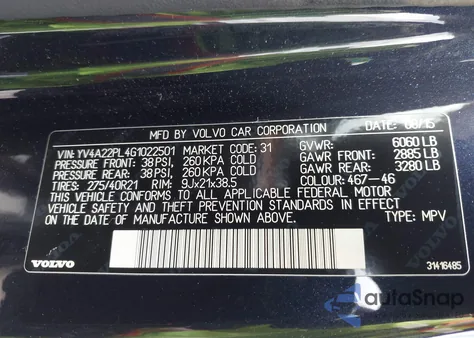 MFD BY VOLVO CAR CORPORATION 06/15
VIN: YV4A22PL4G1022501 MARKET CODE: 31 GVWR: 6060 LB
PRESSURE FRONT: 38 PSI, 260 KPA COLD GAWR FRONT: 2885 LB
PRESSURE REAR: 38 PSI, 260 KPA COLD GAWR REAR: 3280 LB
TIRES: 275/40R21 RIM: 9Jx21x38.5 COLOUR: 467-46
THIS VEHICLE CONFORMS TO ALL APPLICABLE FEDERAL MOTOR
VEHICLE SAFETY AND THEFT PREVENTION STANDARDS IN EFFECT
ON THE DATE OF MANUFACTURE SHOWN ABOVE. TYPE: MPV
VOLVO 31416485
autoSnap